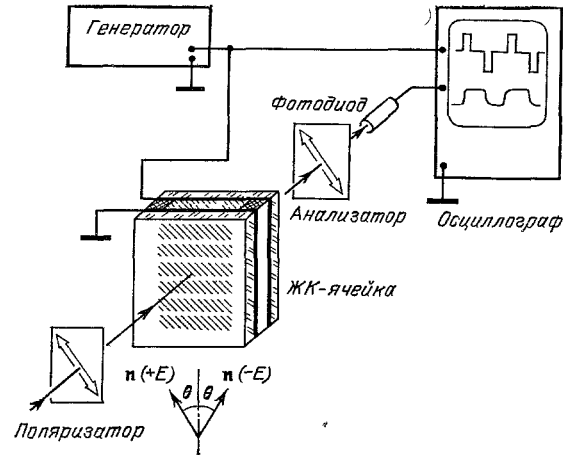 Генератор
Фотодиод
Анализатор
Осциллограф
ЖК-ячейка
n (+E) θ θ n (-E)
Поляризатор